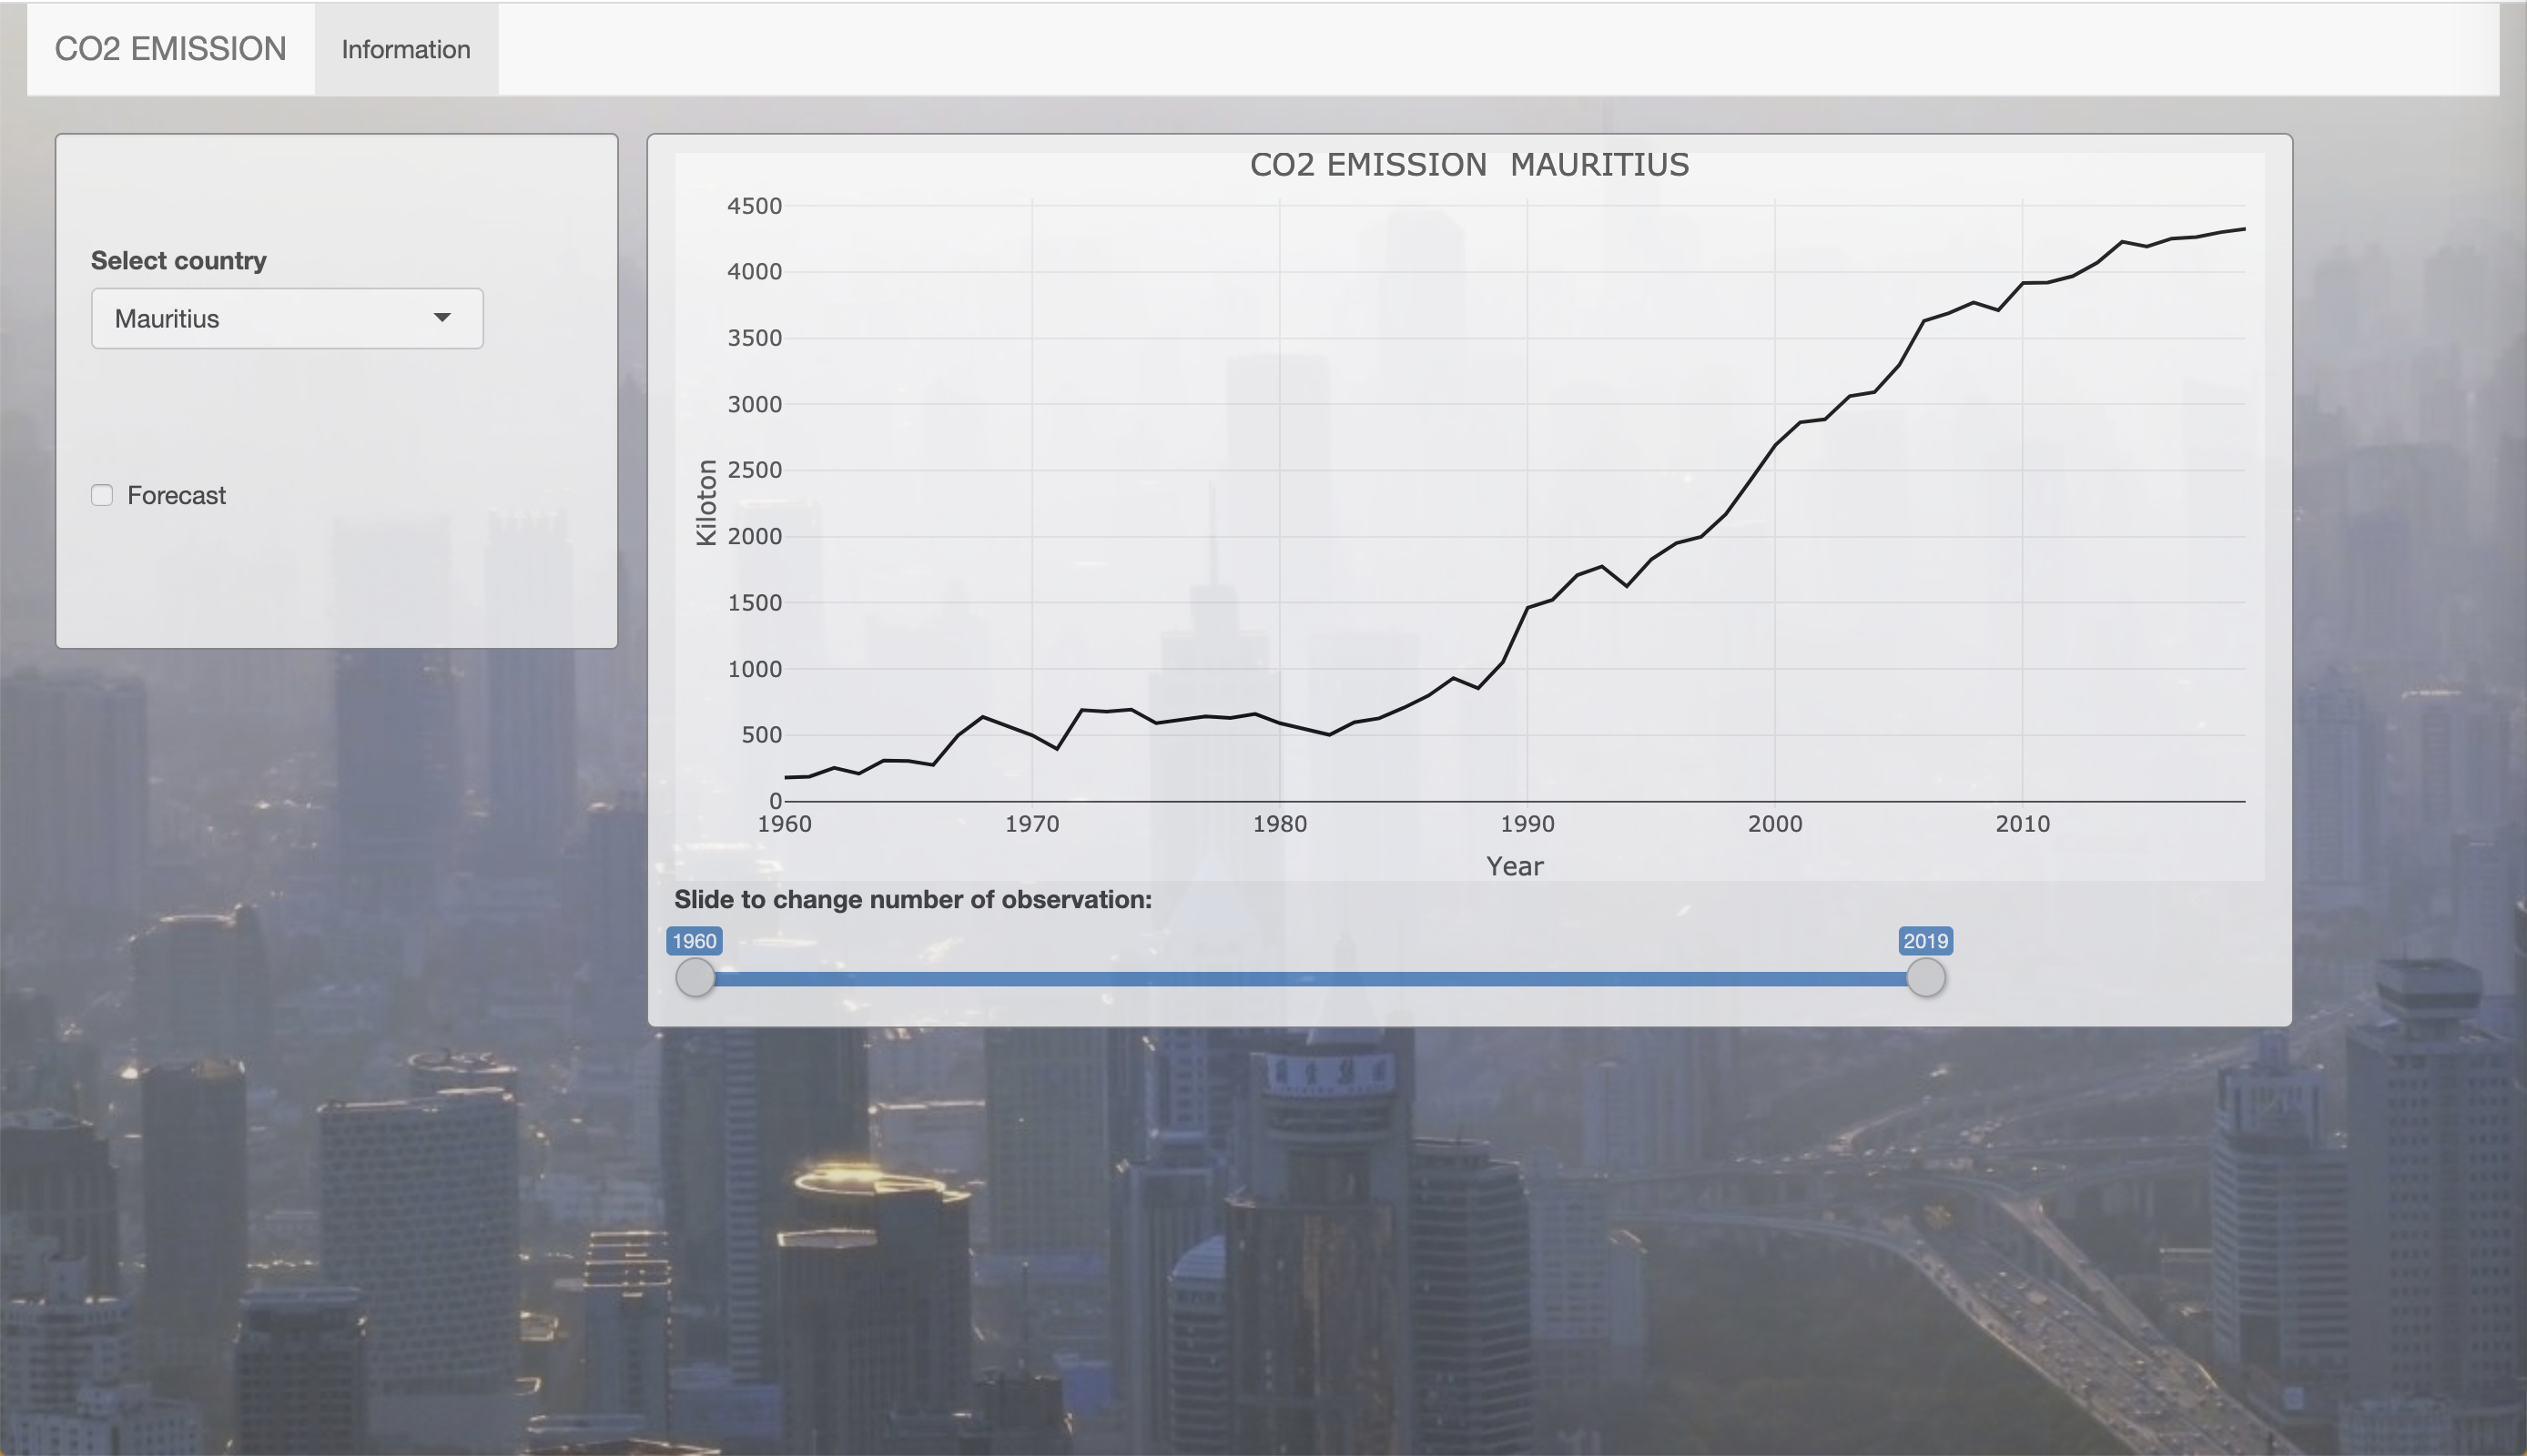 CO2 EMISSION
Information
Select country
Mauritius
Forecast
CO2 EMISSION MAURITIUS
4500
4000
3500
3000
2500
2000
1500
1000
500
0
Kiloton
1960 1970 1980 1990 2000 2010
Year
Slide to change number of observation:
1960 2019